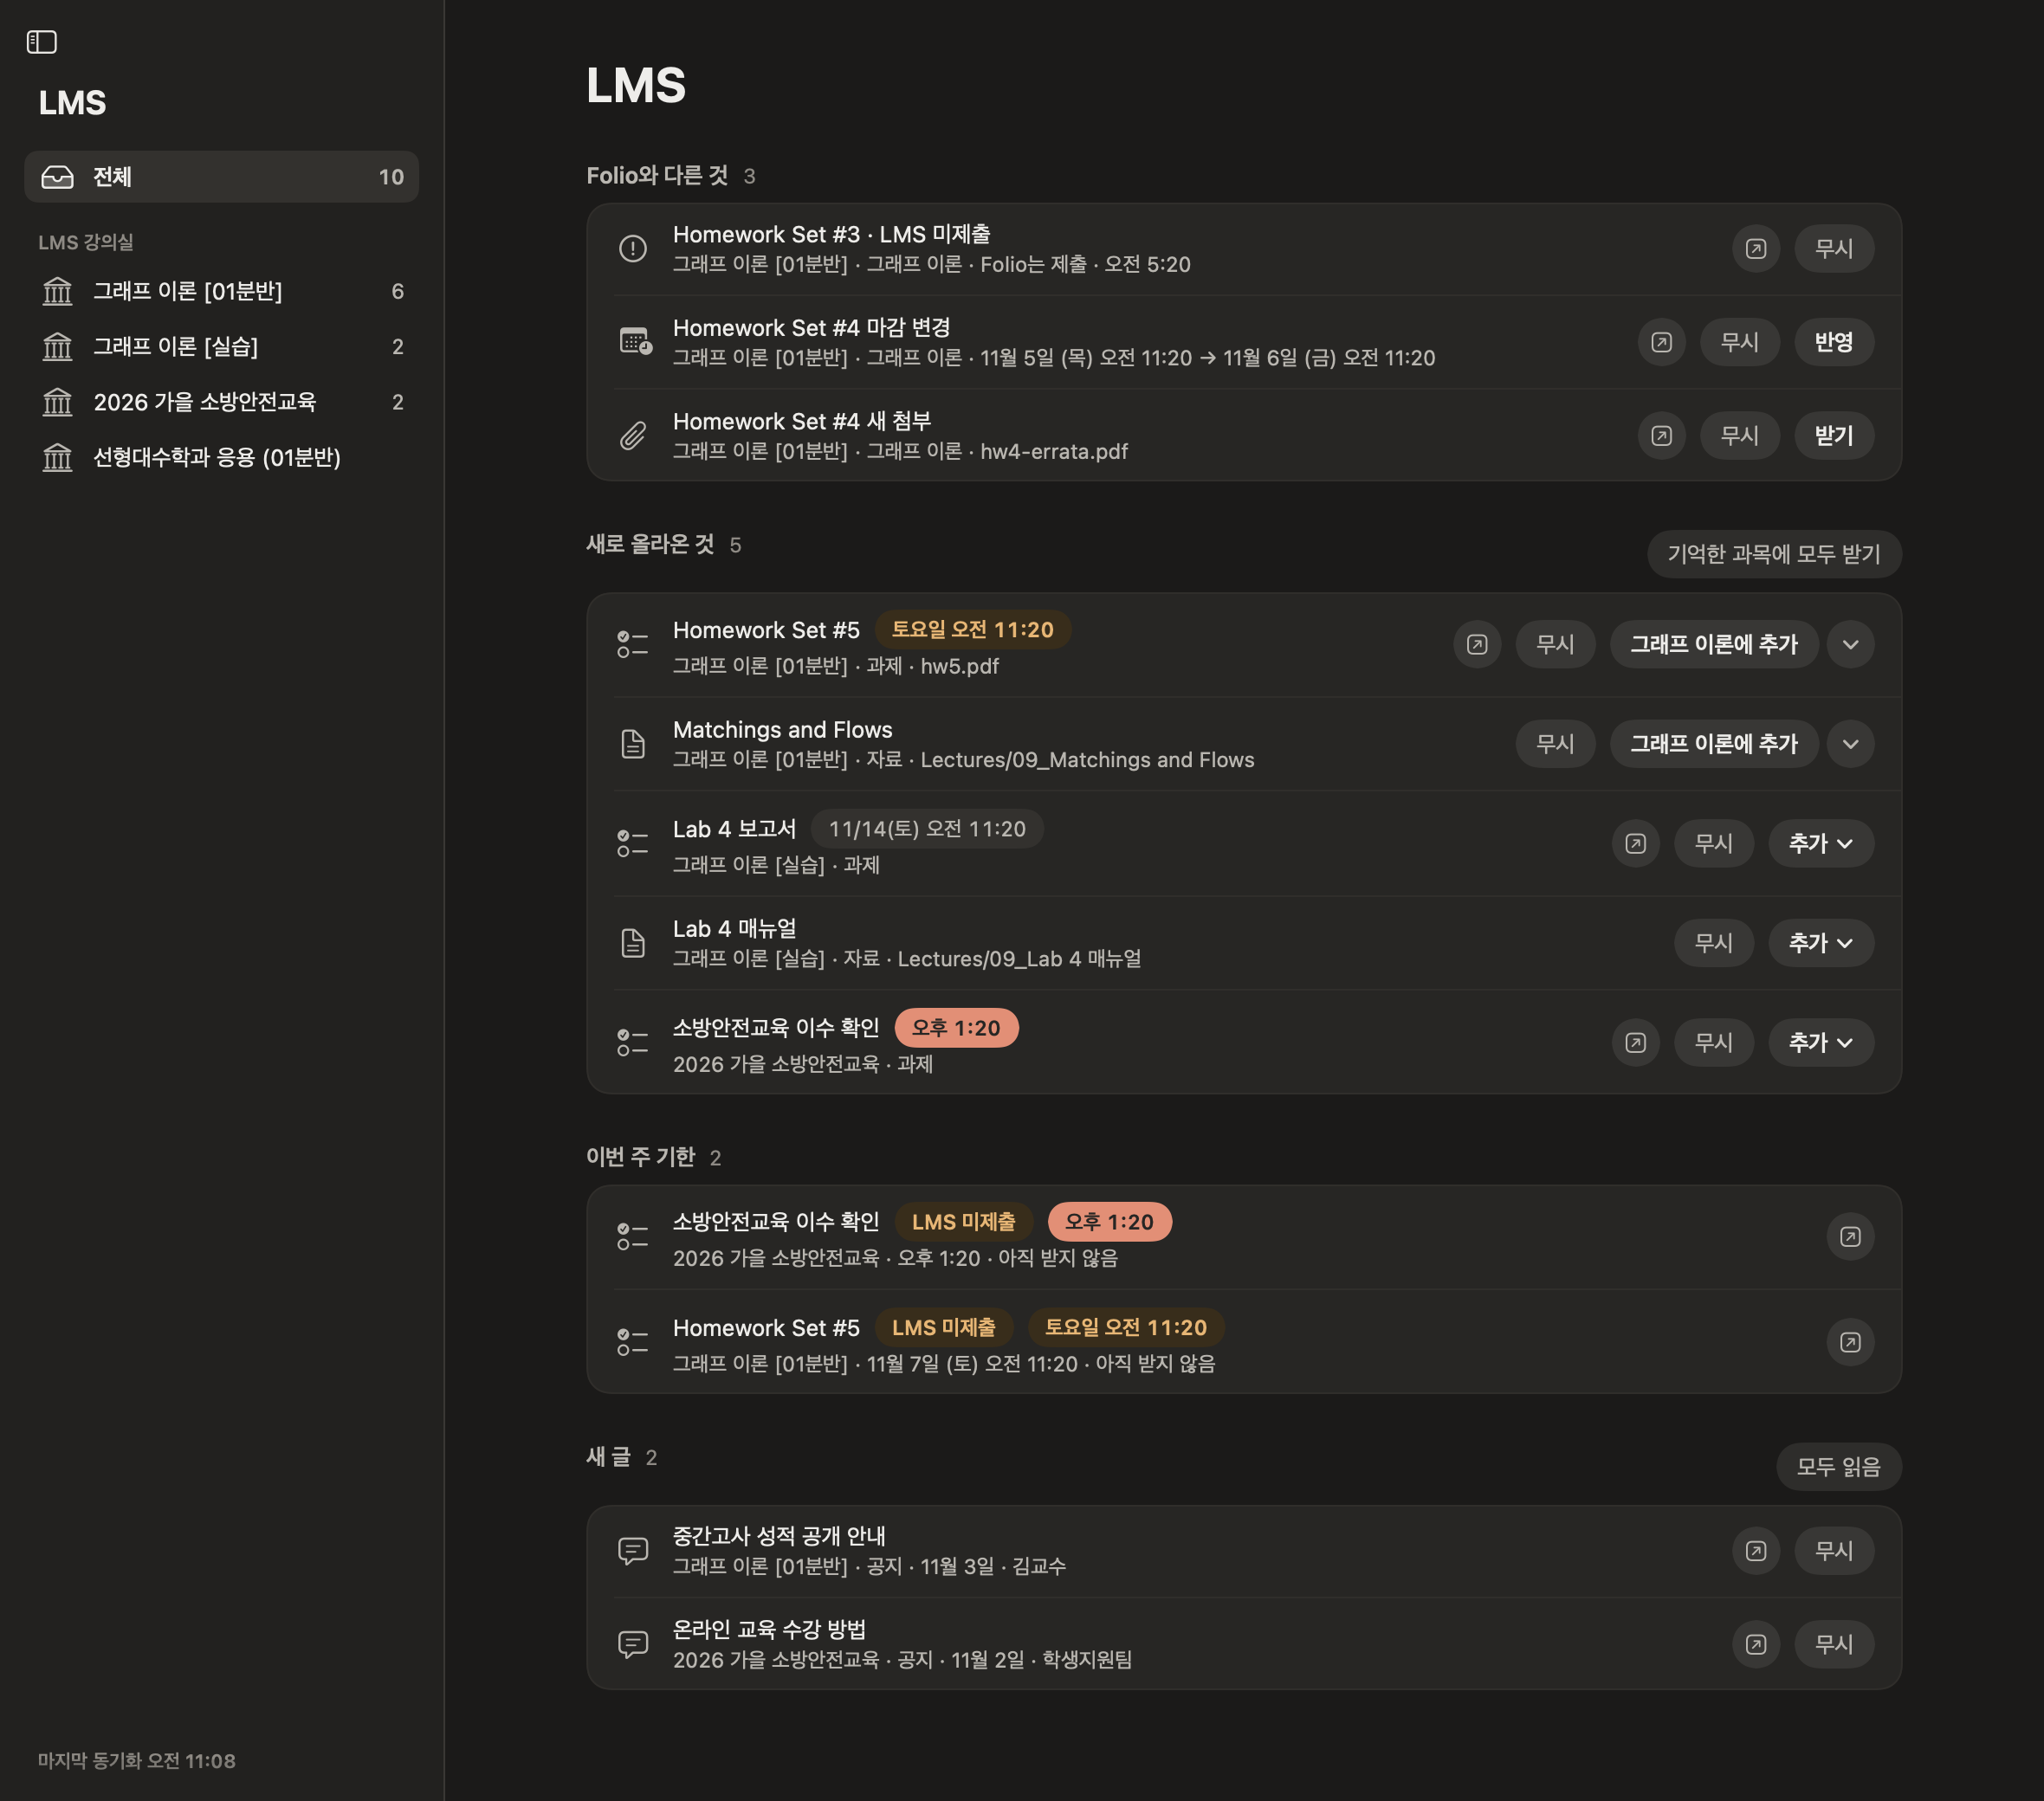 LMS
전체 10
LMS 강의실
그래프 이론 [01분반] 6
그래프 이론 [실습] 2
2026 가을 소방안전교육 2
선형대수학과 응용 (01분반)
마지막 동기화 오전 11:08
LMS
Folio와 다른 것 3
Homework Set #3 · LMS 미제출
그래프 이론 [01분반] · 그래프 이론 · Folio는 제출 · 오전 5:20
무시
Homework Set #4 마감 변경
그래프 이론 [01분반] · 그래프 이론 · 11월 5일 (목) 오전 11:20 → 11월 6일 (금) 오전 11:20
무시 반영
Homework Set #4 새 첨부
그래프 이론 [01분반] · 그래프 이론 · hw4-errata.pdf
무시 받기
새로 올라온 것 5
기억한 과목에 모두 받기
Homework Set #5 토요일 오전 11:20
그래프 이론 [01분반] · 과제 · hw5.pdf
무시 그래프 이론에 추가
Matchings and Flows
그래프 이론 [01분반] · 자료 · Lectures/09_Matchings and Flows
무시 그래프 이론에 추가
Lab 4 보고서 11/14(토) 오전 11:20
그래프 이론 [실습] · 과제
무시 추가
Lab 4 매뉴얼
그래프 이론 [실습] · 자료 · Lectures/09_Lab 4 매뉴얼
무시 추가
소방안전교육 이수 확인 오후 1:20
2026 가을 소방안전교육 · 과제
무시 추가
이번 주 기한 2
소방안전교육 이수 확인 LMS 미제출 오후 1:20
2026 가을 소방안전교육 · 오후 1:20 · 아직 받지 않음
Homework Set #5 LMS 미제출 토요일 오전 11:20
그래프 이론 [01분반] · 11월 7일 (토) 오전 11:20 · 아직 받지 않음
새 글 2
모두 읽음
중간고사 성적 공개 안내
그래프 이론 [01분반] · 공지 · 11월 3일 · 김교수
무시
온라인 교육 수강 방법
2026 가을 소방안전교육 · 공지 · 11월 2일 · 학생지원팀
무시